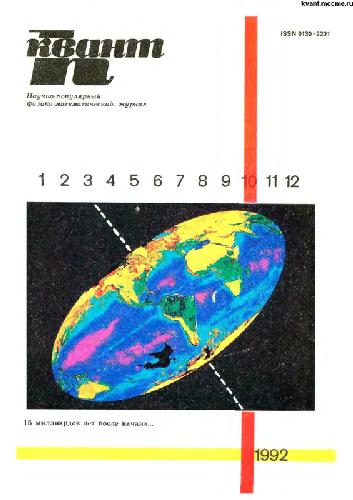 kvant.mccme.ru
квант
ISSN 0130-2221
Научно-популярный
физико-математический журнал
1 2 3 4 5 6 7 8 9 10 11 12
15 миллиардов лет после начала...
1992